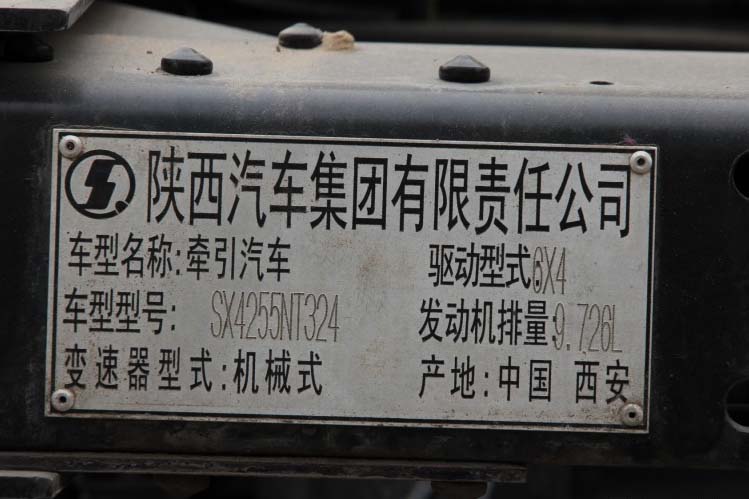 陕西汽车集团有限责任公司
车型名称:牵引汽车 驱动型式6X4
车型型号: SX4255NT324 发动机排量:9.726L
变速器型式:机械式 产地:中国 西安